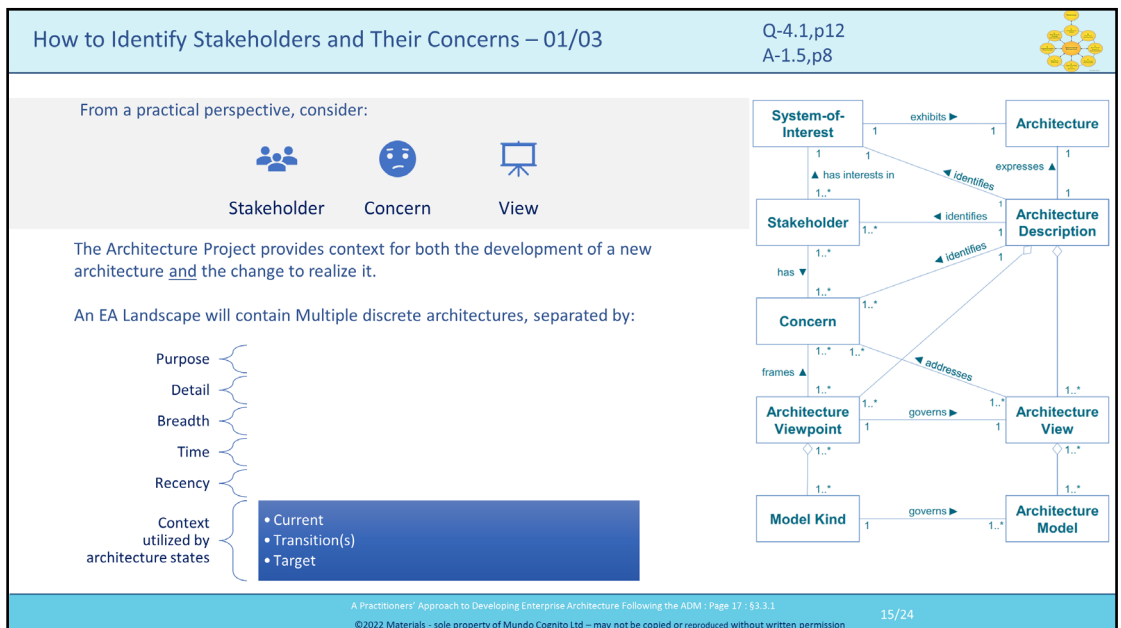 How to Identify Stakeholders and Their Concerns – 01/03
Q-4.1,p12
A-1.5,p8
From a practical perspective, consider:
Stakeholder
Concern
View
The Architecture Project provides context for both the development of a new
architecture and the change to realize it.
An EA Landscape will contain Multiple discrete architectures, separated by:
Purpose
Detail
Breadth
Time
Recency
Context
utilized by
architecture states
• Current
• Transition(s)
• Target
System-of-
Interest
exhibits ►
1
1
Architecture
1
1
1
▲ has interests in
◄ identifies
expresses ▲
1..*
1
1
Stakeholder
◄ identifies
1..*
1
Architecture
Description
1..*
◄ identifies
1
has ▼
1..*
1..*
Concern
1..*
1..*
◄ addresses
frames ▲
1..*
1..*
1..*
1..*
Architecture
Viewpoint
governs ►
1
1
Architecture
View
1..*
1..*
1..*
1..*
Model Kind
governs ►
1
1..*
Architecture
Model
A Practitioners’ Approach to Developing Enterprise Architecture Following the ADM : Page 17 : §3.3.1
15/24
©2022 Materials - sole property of Mundo Cognito Ltd – may not be copied or reproduced without written permission